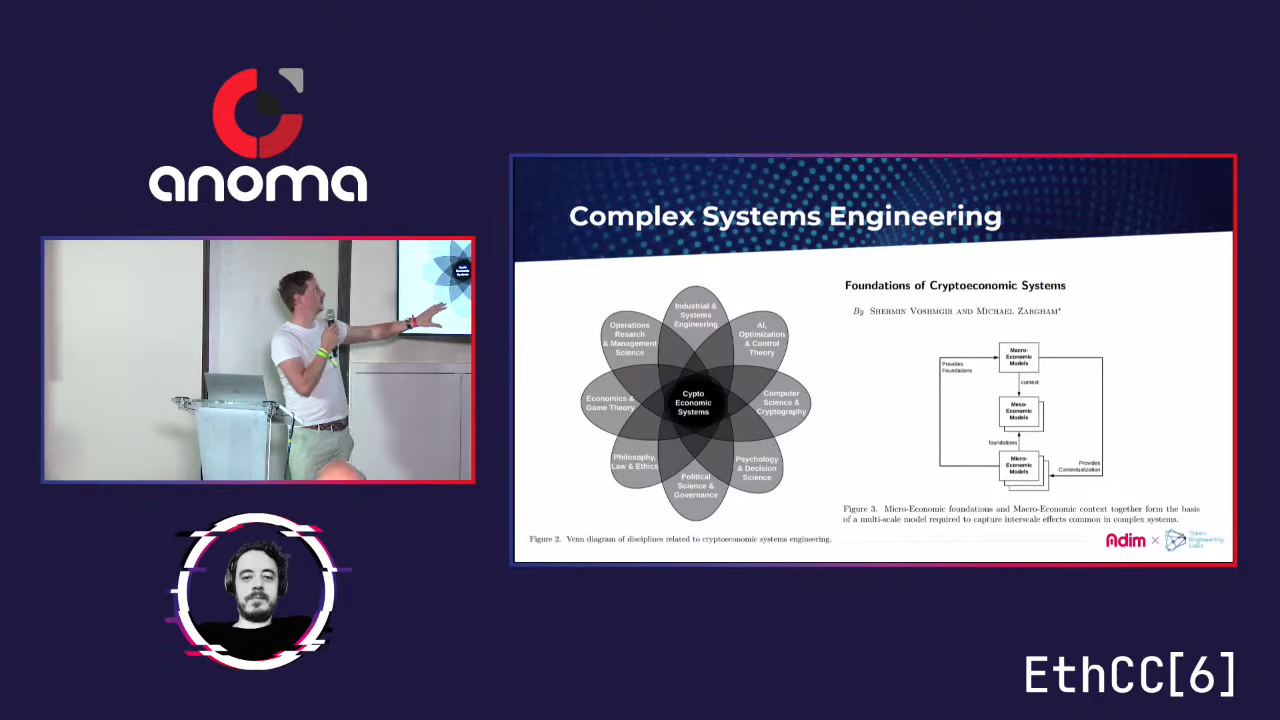 anoma
Complex Systems Engineering
Industrial &
Systems
Engineering
AI,
Optimization
& Control
Theory
Computer
Science &
Cryptography
Psychology
& Decision
Science
Political
Science &
Governance
Philosophy,
Law & Ethics
Economics &
Game Theory
Operations
Resarch
& Management
Science
Cypto
Economic
Systems
Figure 2. Venn diagram of disciplines related to cryptoeconomic systems engineering.
Foundations of Cryptoeconomic Systems
By Shermin Voshmgir and Michael Zargham*
Macro-
Economic
Models
Provides
Foundations
context
Meso-
Economic
Models
foundations
Micro-
Economic
Models
Provides
Contextualization
Figure 3. Micro-Economic foundations and Macro-Economic context together form the basis
of a multi-scale model required to capture interscale effects common in complex systems.
Adim × Token
Engineering
Labs
Cypto
Economic
Systems
EthCC[6]